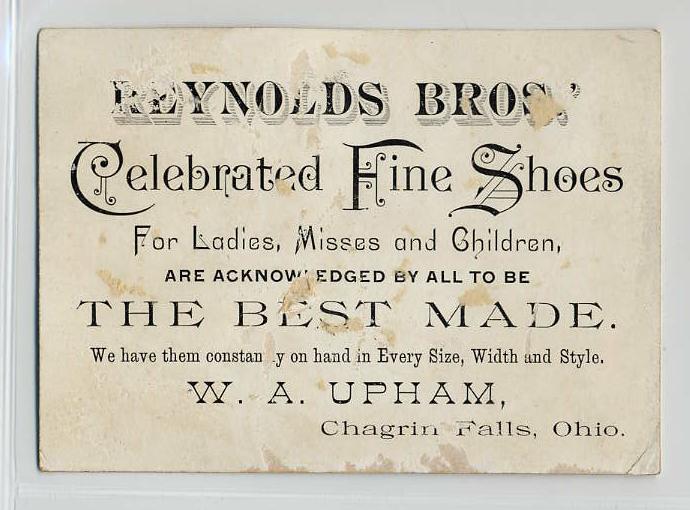 REYNOLDS BROS.'
Celebrated Fine Shoes
For Ladies, Misses and Children,
ARE ACKNOWLEDGED BY ALL TO BE
THE BEST MADE.
We have them constantly on hand in Every Size, Width and Style.
W. A. UPHAM,
Chagrin Falls, Ohio.